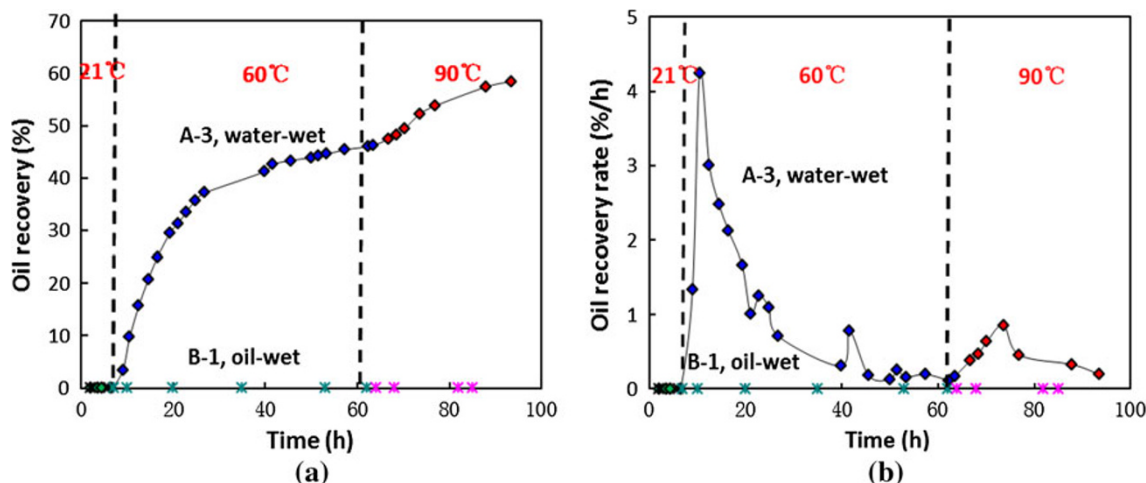 70
60
50
40
30
20
10
0
Oil recovery (%)
21℃
60℃
90℃
A-3, water-wet
B-1, oil-wet
0 20 40 60 80 100
Time (h)
(a)
5
4
3
2
1
0
Oil recovery rate (%/h)
21℃
60℃
90℃
A-3, water-wet
B-1, oil-wet
0 20 40 60 80 100
Time (h)
(b)